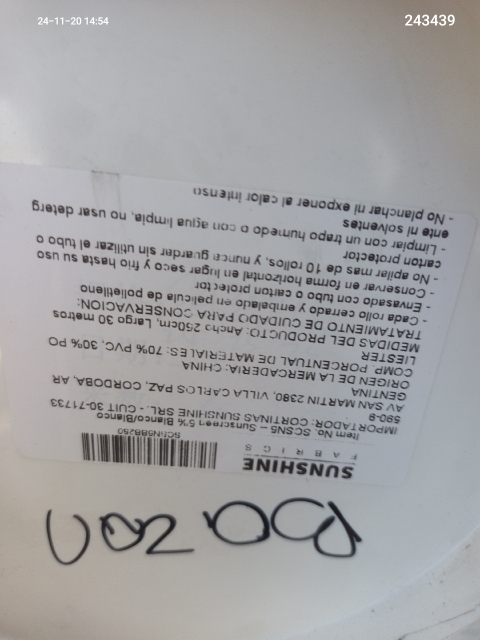 24-11-20 14:54
243439
SUNSHINE
FABRICS
SCSN5BB250
Item No. SCSN5 – Sunscreen 5% Blanco/Blanco
IMPORTADOR: CORTINAS SUNSHINE SRL. - CUIT 30-71733
590-9
AV SAN MARTIN 2380, VILLA CARLOS PAZ, CORDOBA, AR
GENTINA
ORIGEN DE LA MERCADERIA: CHINA
COMP. PORCENTUAL DE MATERIALES: 70% PVC, 30% PO
LIESTER
MEDIDAS DEL PRODUCTO: Ancho: 250cm, Largo 30 metros
TRATAMIENTO DE CUIDADO PARA CONSERVACION:
- Cada rollo cerrado y embalado en pelicula de polietileno
- Envasado con tubo o carton protector
- Conservar en forma horizontal en lugar seco y frio hasta su uso
- No apilar mas de 10 rollos, y nunca guardar sin utilizar el tubo o
carton protector
- Limpiar con un trapo humedo o con agua limpia, no, usar deterg
ente ni solventes
- No planchar ni exponer al calor intenso